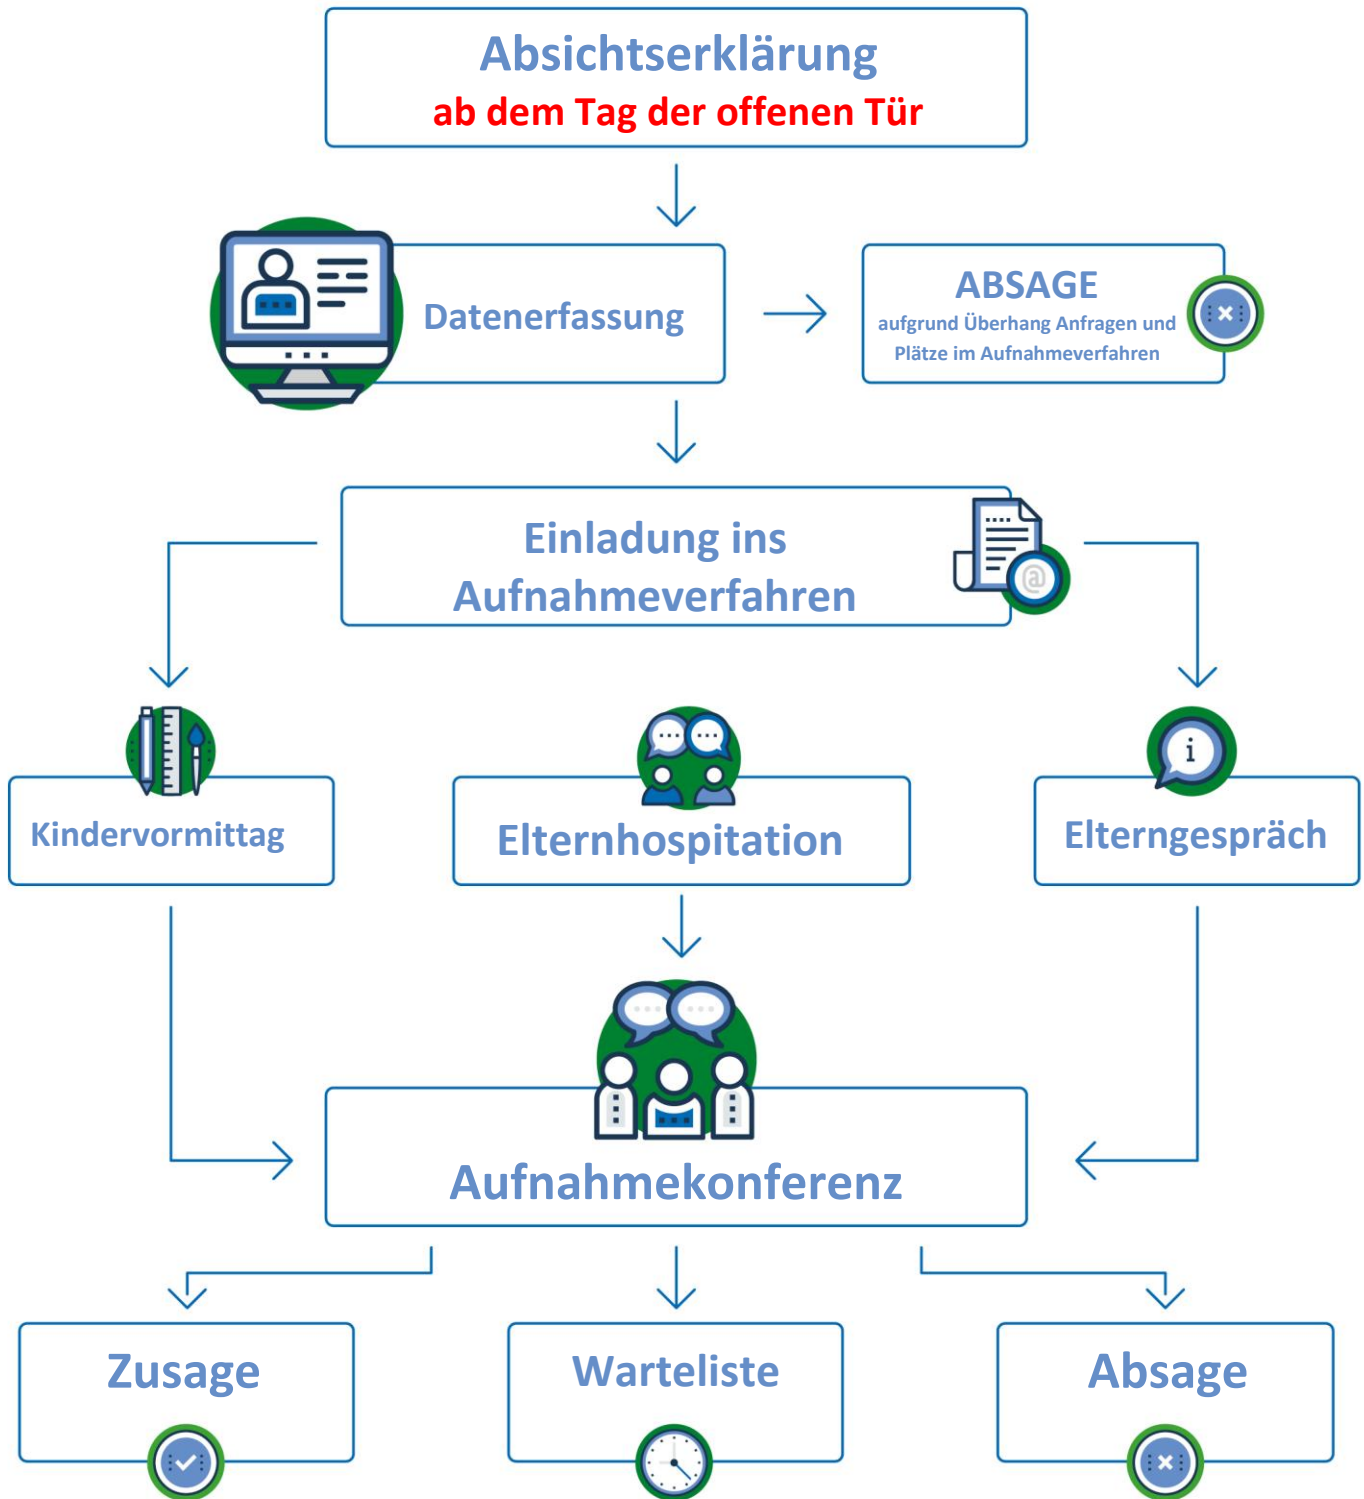 Absichtserklärung
ab dem Tag der offenen Tür
Datenerfassung
ABSAGE
aufgrund Überhang Anfragen und
Plätze im Aufnahmeverfahren
Einladung ins
Aufnahmeverfahren
@
i
Kindervormittag
Elternhospitation
Elterngespräch
Aufnahmekonferenz
Zusage
Warteliste
Absage